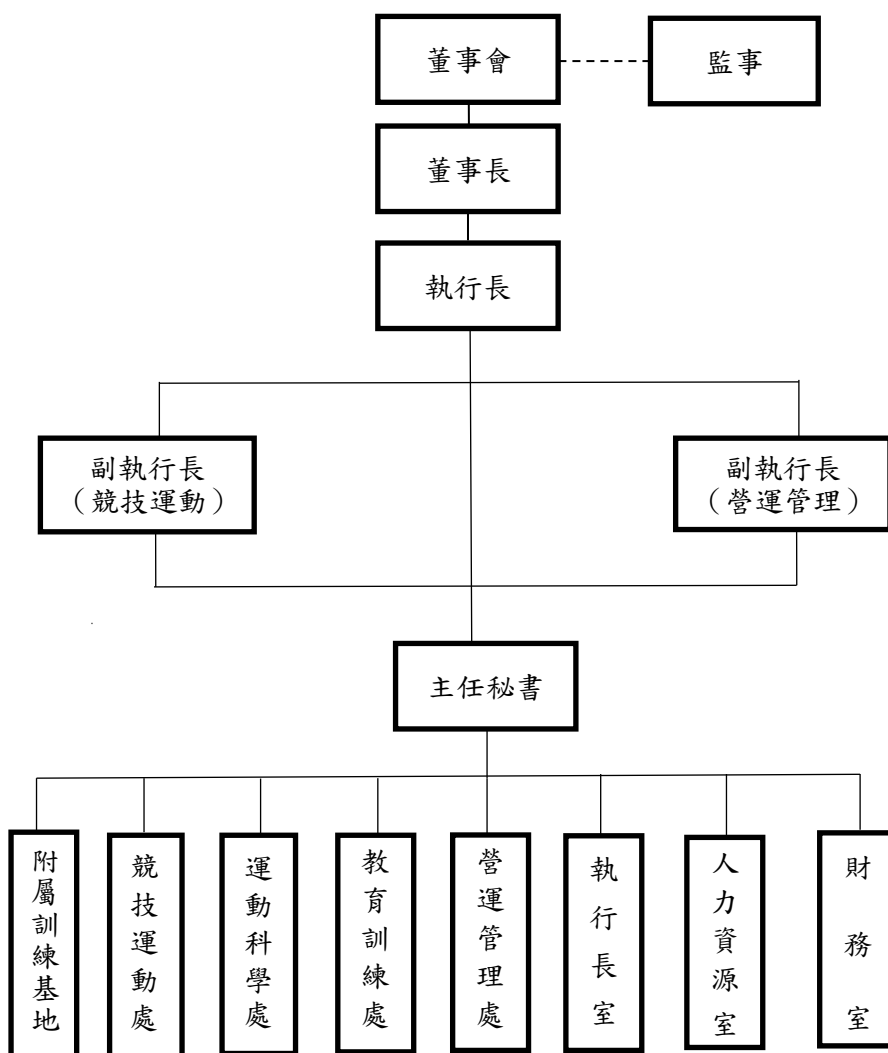 董事會
監事
董事長
執行長
副執行長
（競技運動）
副執行長
（營運管理）
主任秘書
附屬訓練基地
競技運動處
運動科學處
教育訓練處
營運管理處
執行長室
人力資源室
財務室